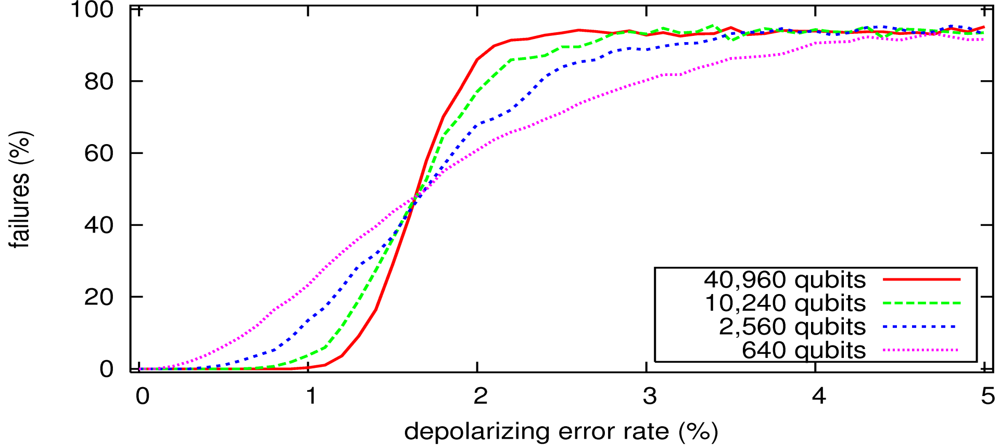 100
80
60
40
20
0
failures (%)
40,960 qubits
10,240 qubits
2,560 qubits
640 qubits
0 1 2 3 4 5
depolarizing error rate (%)